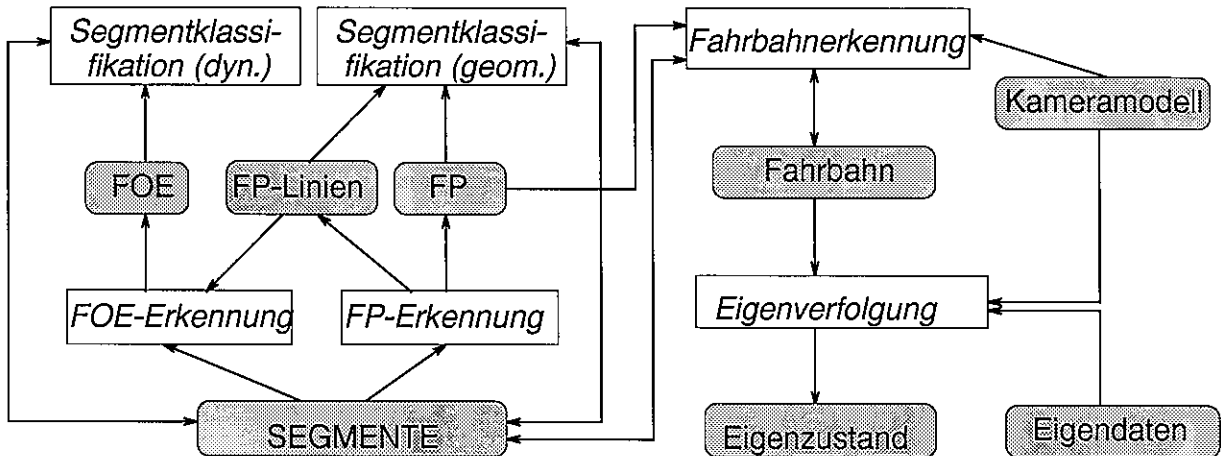 Segmentklassi-
fikation (dyn.)
Segmentklassi-
fikation (geom.)
Fahrbahnerkennung
Kameramodell
FOE
FP-Linien
FP
Fahrbahn
FOE-Erkennung
FP-Erkennung
Eigenverfolgung
SEGMENTE
Eigenzustand
Eigendaten